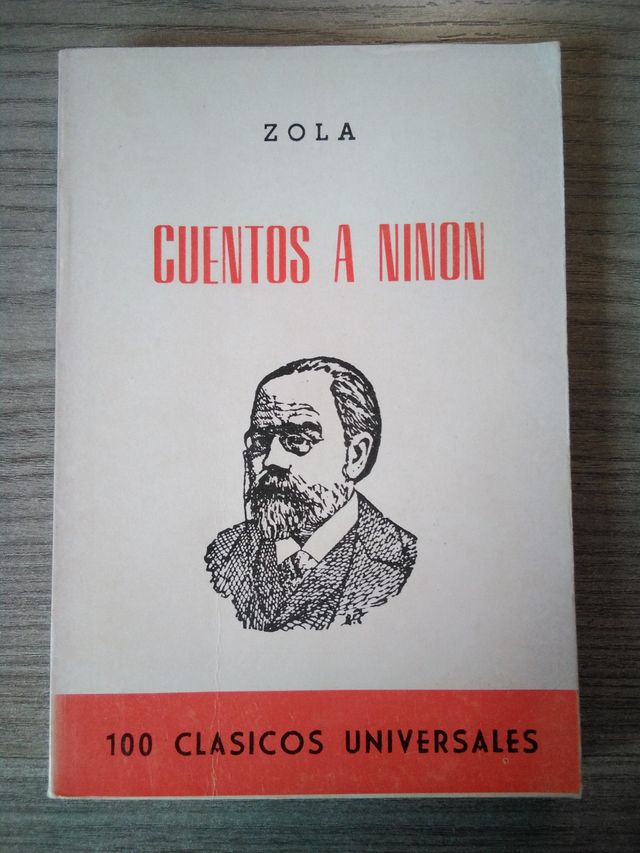 ZOLA
CUENTOS A NINON
100 CLASICOS UNIVERSALES